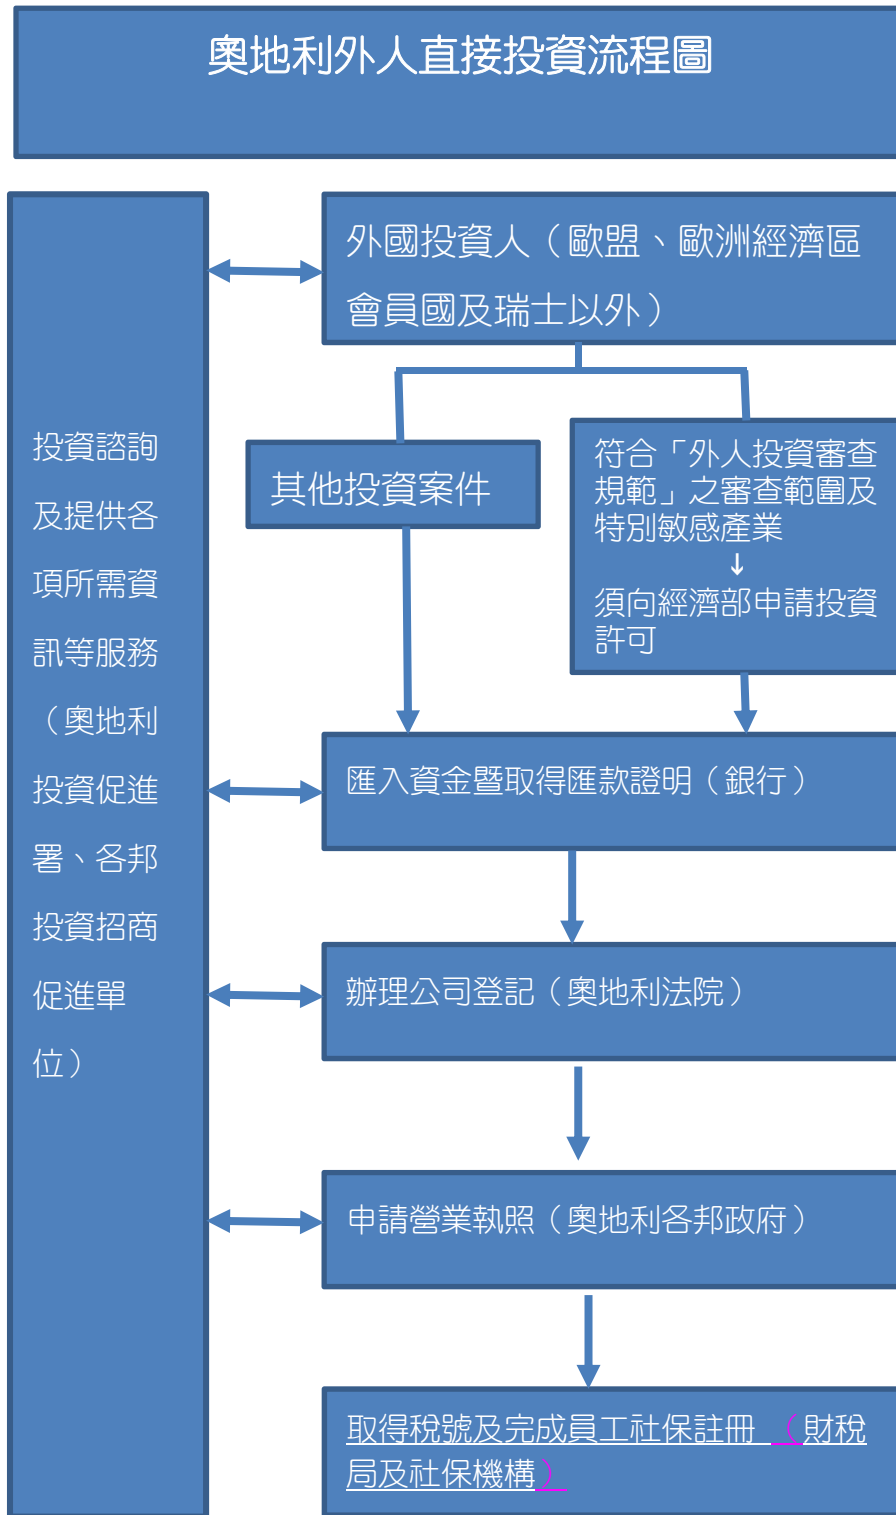 奧地利外人直接投資流程圖
外國投資人（歐盟、歐洲經濟區
會員國及瑞士以外）
投資諮詢
及提供各
項所需資
訊等服務
（奧地利
投資促進
署、各邦
投資招商
促進單
位）
其他投資案件
符合「外人投資審查
規範」之審查範圍及
特別敏感產業
↓
須向經濟部申請投資
許可
匯入資金暨取得匯款證明（銀行）
辦理公司登記（奧地利法院）
申請營業執照（奧地利各邦政府）
取得稅號及完成員工社保註冊 （財稅
局及社保機構）